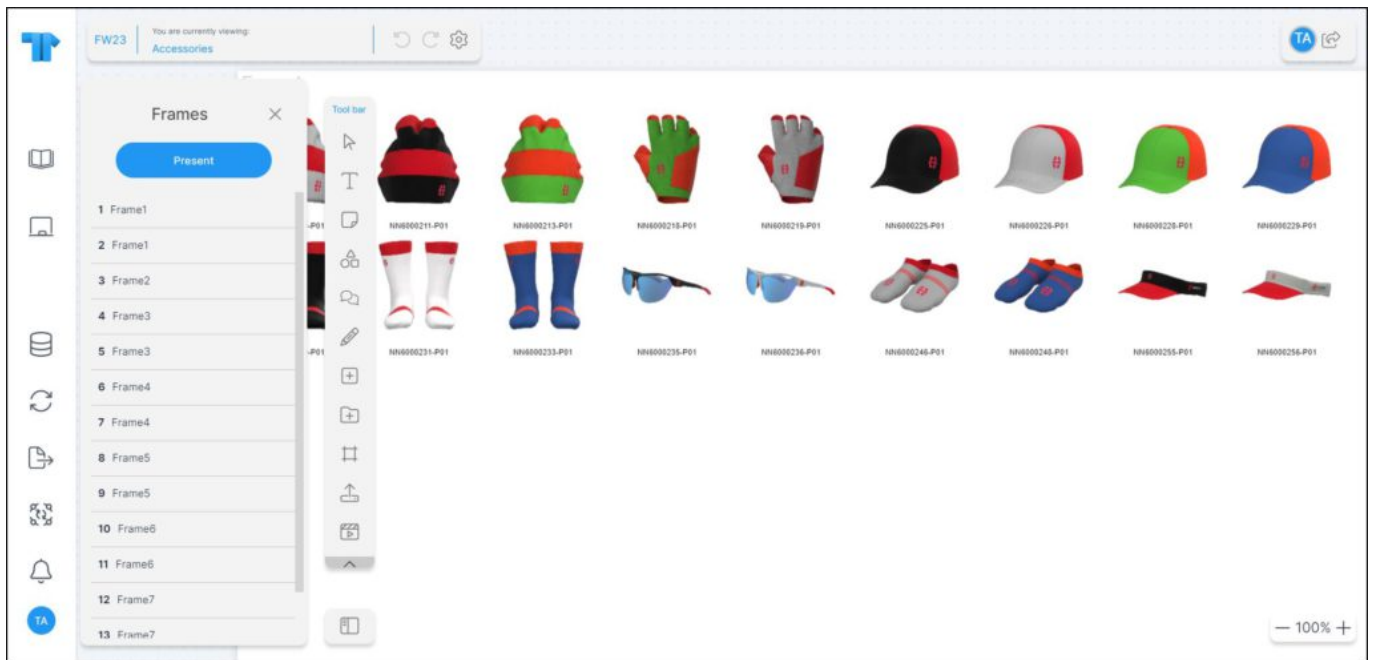 FW23
You are currently viewing:
Accessories
TA
Frames
Present
1 Frame1
2 Frame1
3 Frame2
4 Frame3
5 Frame3
6 Frame4
7 Frame4
8 Frame5
9 Frame5
10 Frame6
11 Frame6
12 Frame7
13 Frame7
Tool bar
-P01 NN6000211-P01 NN6000213-P01 NN6000218-P01 NN6000219-P01 NN6000225-P01 NN6000226-P01 NN6000228-P01 NN6000229-P01
-P01 NN6000231-P01 NN6000233-P01 NN6000235-P01 NN6000236-P01 NN6000246-P01 NN6000248-P01 NN6000255-P01 NN6000256-P01
TA
100%